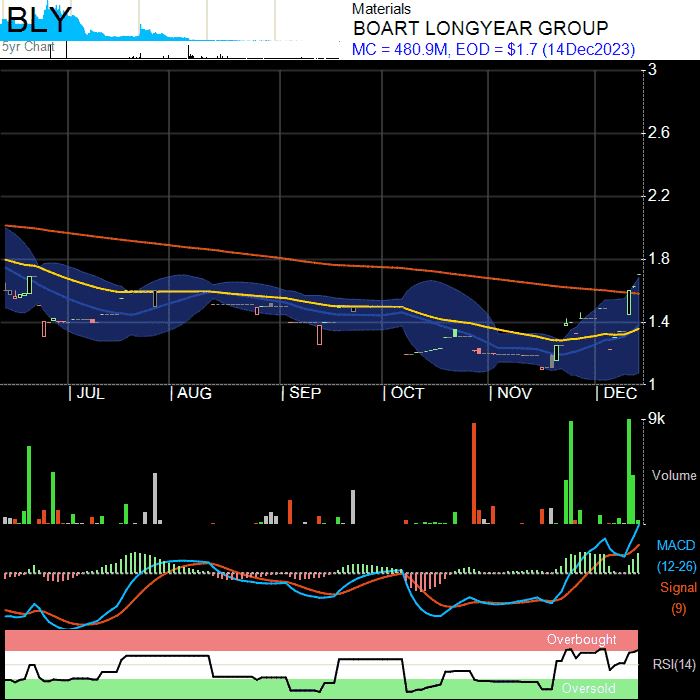 BLY
5yr Chart
Materials
BOART LONGYEAR GROUP
MC = 480.9M, EOD = $1.7 (14Dec2023)
3
2.6
2.2
1.8
1.4
1
| JUL | AUG | SEP | OCT | NOV | DEC
9k
Volume
MACD
(12-26)
Signal
(9)
Overbought
RSI(14)
Oversold